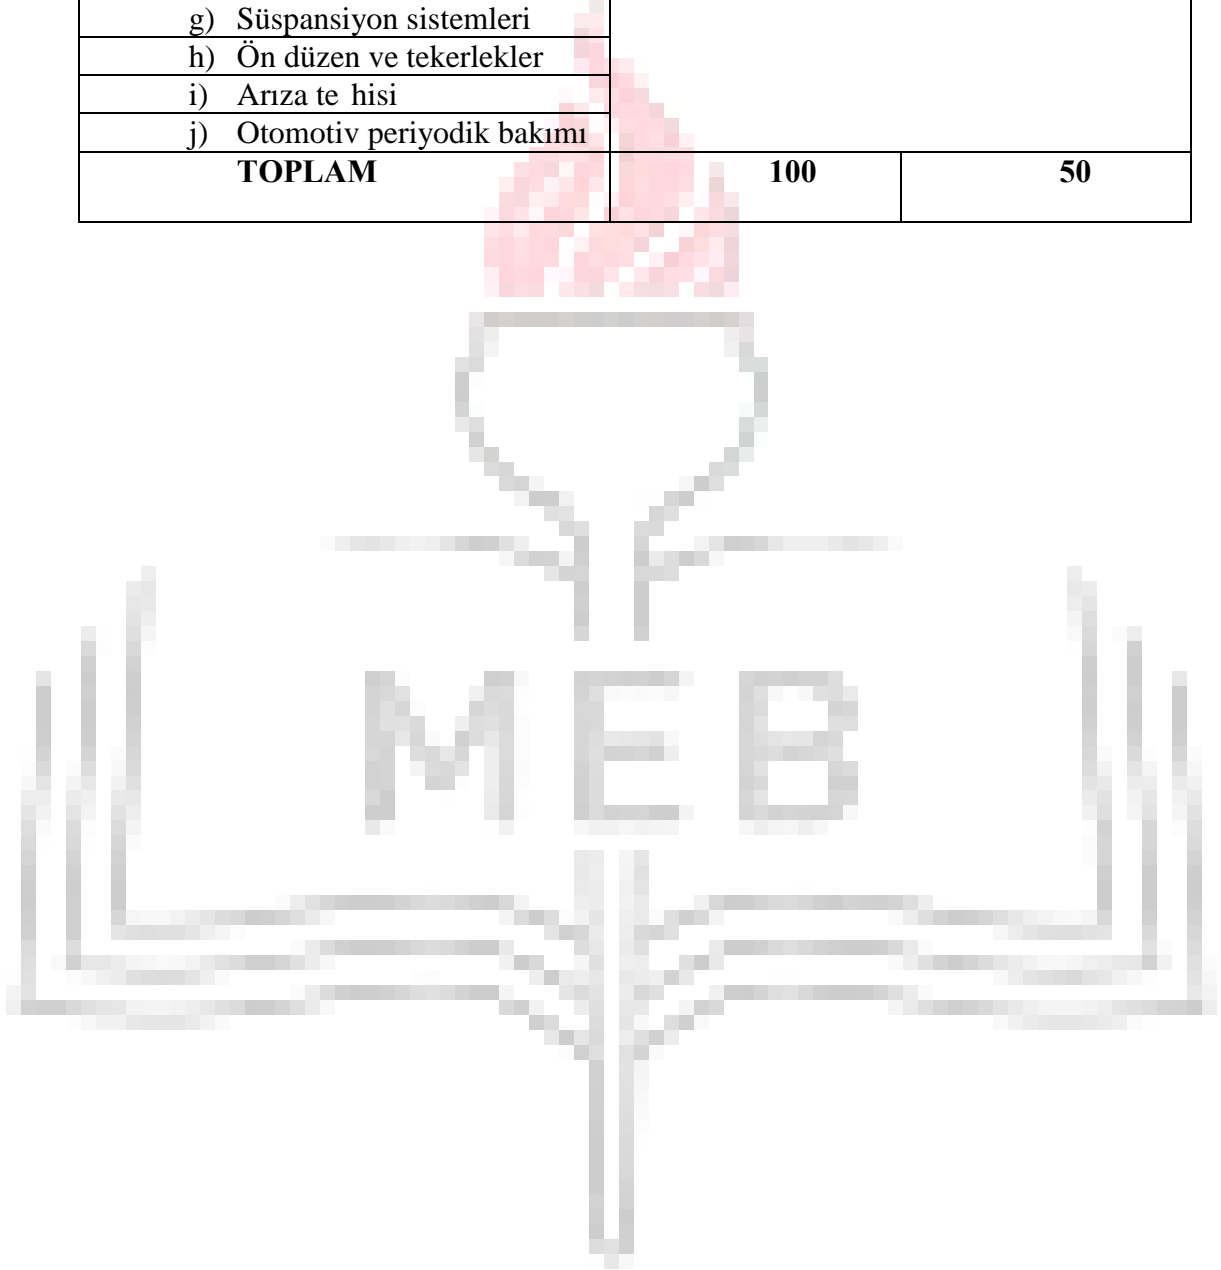 g) Süspansiyon sistemleri
h) Ön düzen ve tekerlekler
i) Arıza te hisi
j) Otomotiv periyodik bakımı
TOPLAM 100 50
MEB